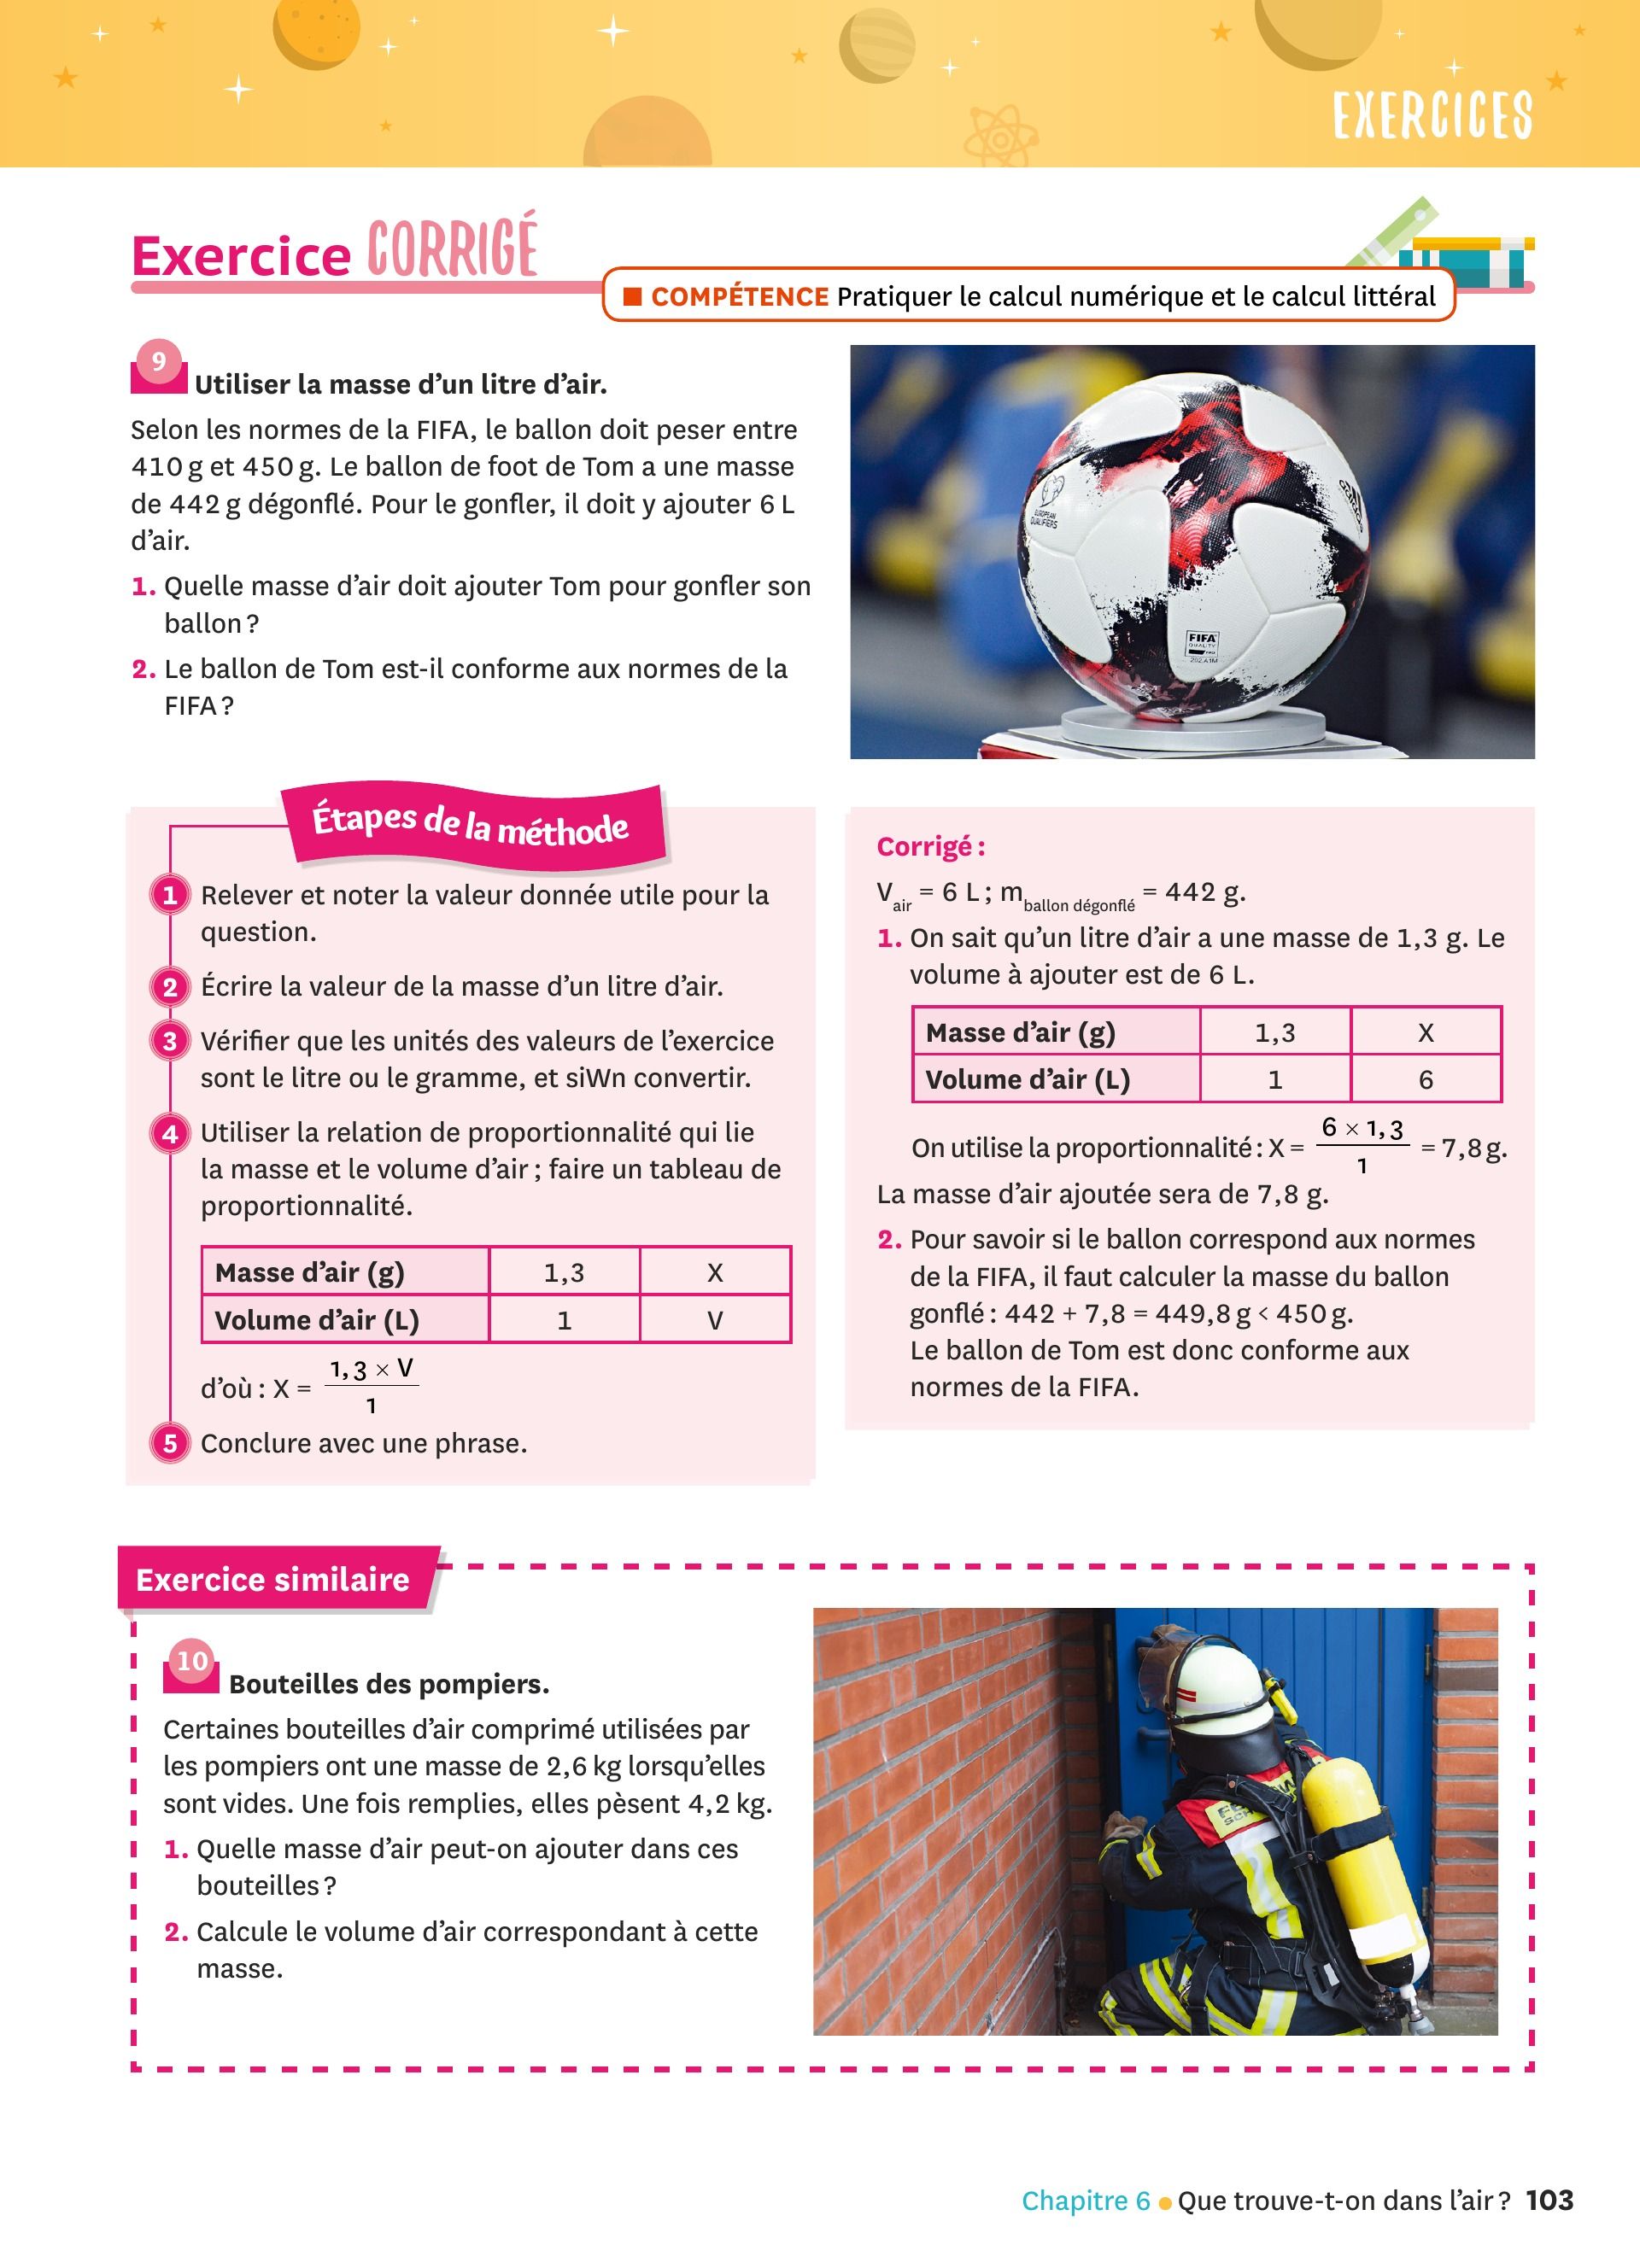 EXERCICES
Exercice CORRIGÉ
COMPÉTENCE Pratiquer le calcul numérique et le calcul littéral
9
Utiliser la masse d’un litre d’air.
Selon les normes de la FIFA, le ballon doit peser entre
410 g et 450 g. Le ballon de foot de Tom a une masse
de 442 g dégonflé. Pour le gonfler, il doit y ajouter 6 L
d’air.
1. Quelle masse d’air doit ajouter Tom pour gonfler son
ballon ?
2. Le ballon de Tom est-il conforme aux normes de la
FIFA ?
EUROPEAN
QUALIFIERS
FIFA
QUALITY
Étapes de la méthode
1 Relever et noter la valeur donnée utile pour la
question.
2 Écrire la valeur de la masse d’un litre d’air.
3 Vérifier que les unités des valeurs de l’exercice
sont le litre ou le gramme, et siWn convertir.
4 Utiliser la relation de proportionnalité qui lie
la masse et le volume d’air ; faire un tableau de
proportionnalité.
Masse d’air (g) 1,3 X
Volume d’air (L) 1 V
d’où : X = 1,3 × V / 1
5 Conclure avec une phrase.
Corrigé :
Vair = 6 L ; mballon dégonflé = 442 g.
1. On sait qu’un litre d’air a une masse de 1,3 g. Le
volume à ajouter est de 6 L.
Masse d’air (g) 1,3 X
Volume d’air (L) 1 6
On utilise la proportionnalité : X = 6 × 1,3 / 1 = 7,8 g.
La masse d’air ajoutée sera de 7,8 g.
2. Pour savoir si le ballon correspond aux normes
de la FIFA, il faut calculer la masse du ballon
gonflé : 442 + 7,8 = 449,8 g < 450 g.
Le ballon de Tom est donc conforme aux
normes de la FIFA.
Exercice similaire
10
Bouteilles des pompiers.
Certaines bouteilles d’air comprimé utilisées par
les pompiers ont une masse de 2,6 kg lorsqu’elles
sont vides. Une fois remplies, elles pèsent 4,2 kg.
1. Quelle masse d’air peut-on ajouter dans ces
bouteilles ?
2. Calcule le volume d’air correspondant à cette
masse.
Chapitre 6 • Que trouve-t-on dans l’air ? 103